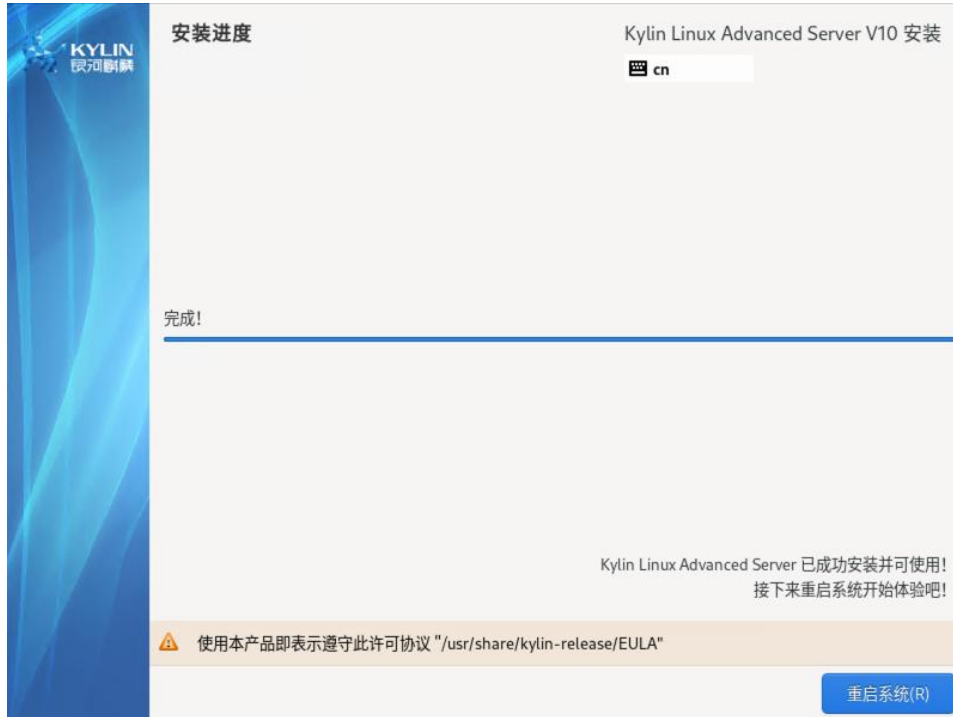 KYLIN
银河麒麟
安装进度
Kylin Linux Advanced Server V10 安装
cn
完成!
Kylin Linux Advanced Server 已成功安装并可使用!
接下来重启系统开始体验吧!
使用本产品即表示遵守此许可协议 "/usr/share/kylin-release/EULA"
重启系统(R)